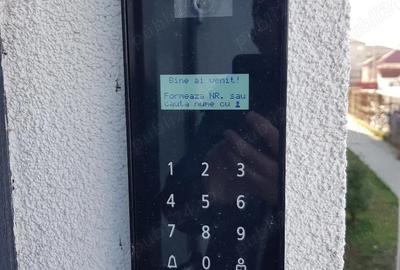 Bine ai venit!
Formeaza NR. sau
cauta nume cu
1 2 3
4 5 6
7 8 9
0